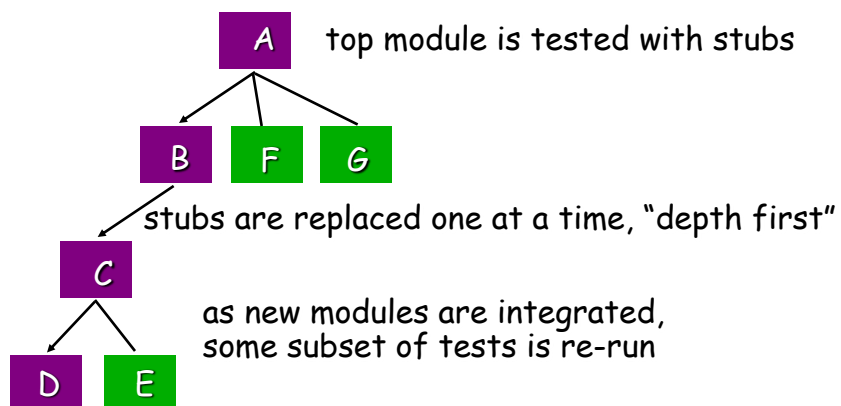 A
top module is tested with stubs
B F G
stubs are replaced one at a time, “depth first”
C
as new modules are integrated,
some subset of tests is re-run
D E